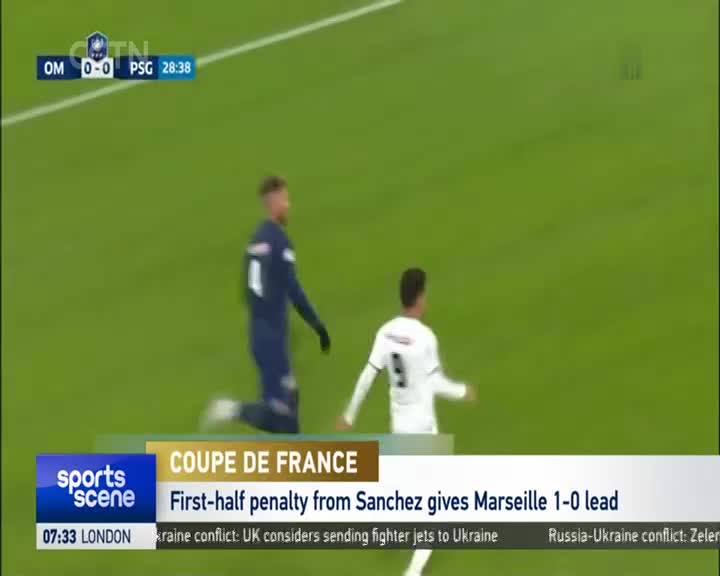 CGTN
OM 0 - 0 PSG 28:38
4
9
COUPE DE FRANCE
sports scene
First-half penalty from Sanchez gives Marseille 1-0 lead
07:33 LONDON
kraine conflict: UK considers sending fighter jets to Ukraine Russia-Ukraine conflict: Zeler